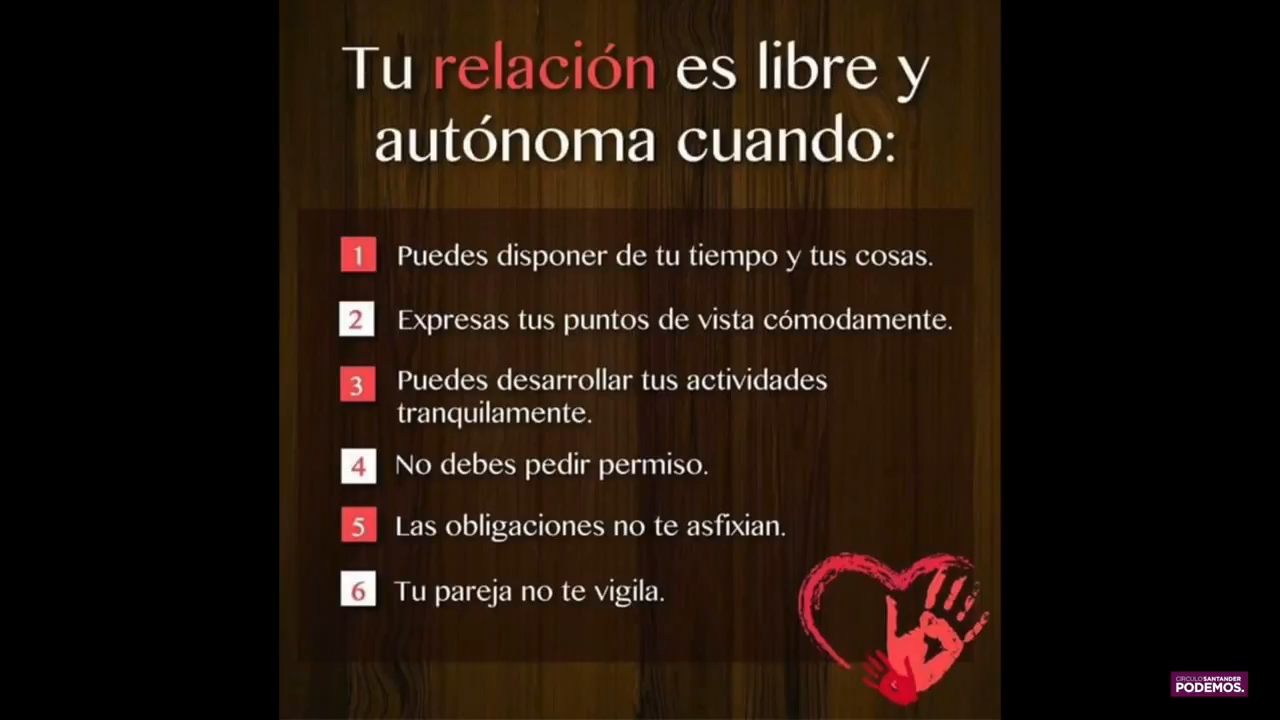 Tu relación es libre y
autónoma cuando:
1 Puedes disponer de tu tiempo y tus cosas.
2 Expresas tus puntos de vista cómodamente.
3 Puedes desarrollar tus actividades
tranquilamente.
4 No debes pedir permiso.
5 Las obligaciones no te asfixian.
6 Tu pareja no te vigila.
CÍRCULO SANTANDER
PODEMOS.